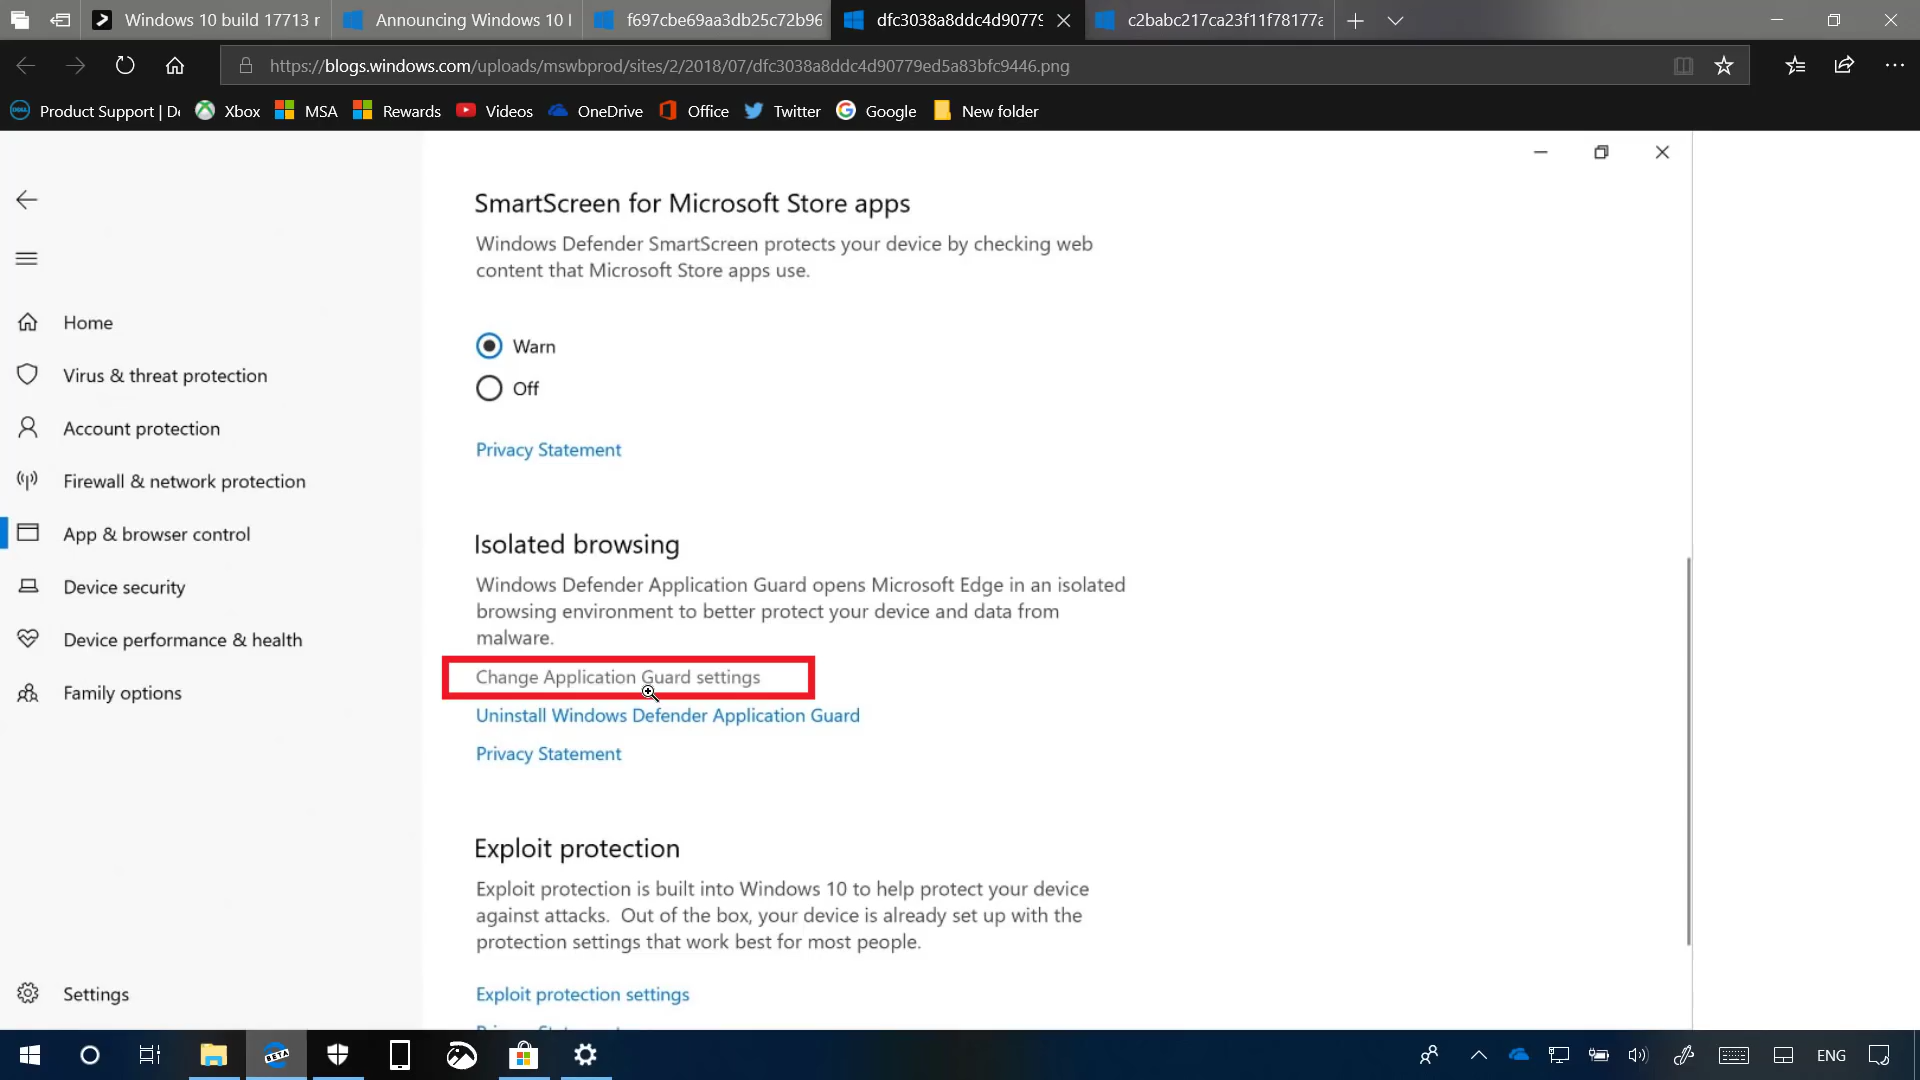 Windows 10 build 17713 r
Announcing Windows 10 I
f697cbe69aa3db25c72b96
dfc3038a8ddc4d90779
c2babc217ca23f11f78177a
https://blogs.windows.com/uploads/mswbprod/sites/2/2018/07/dfc3038a8ddc4d90779ed5a83bfc9446.png
Product Support | De
Xbox
MSA
Rewards
Videos
OneDrive
Office
Twitter
Google
New folder
Home
Virus & threat protection
Account protection
Firewall & network protection
App & browser control
Device security
Device performance & health
Family options
Settings
SmartScreen for Microsoft Store apps
Windows Defender SmartScreen protects your device by checking web
content that Microsoft Store apps use.
Warn
Off
Privacy Statement
Isolated browsing
Windows Defender Application Guard opens Microsoft Edge in an isolated
browsing environment to better protect your device and data from
malware.
Change Application Guard settings
Uninstall Windows Defender Application Guard
Privacy Statement
Exploit protection
Exploit protection is built into Windows 10 to help protect your device
against attacks.  Out of the box, your device is already set up with the
protection settings that work best for most people.
Exploit protection settings
BETA
ENG